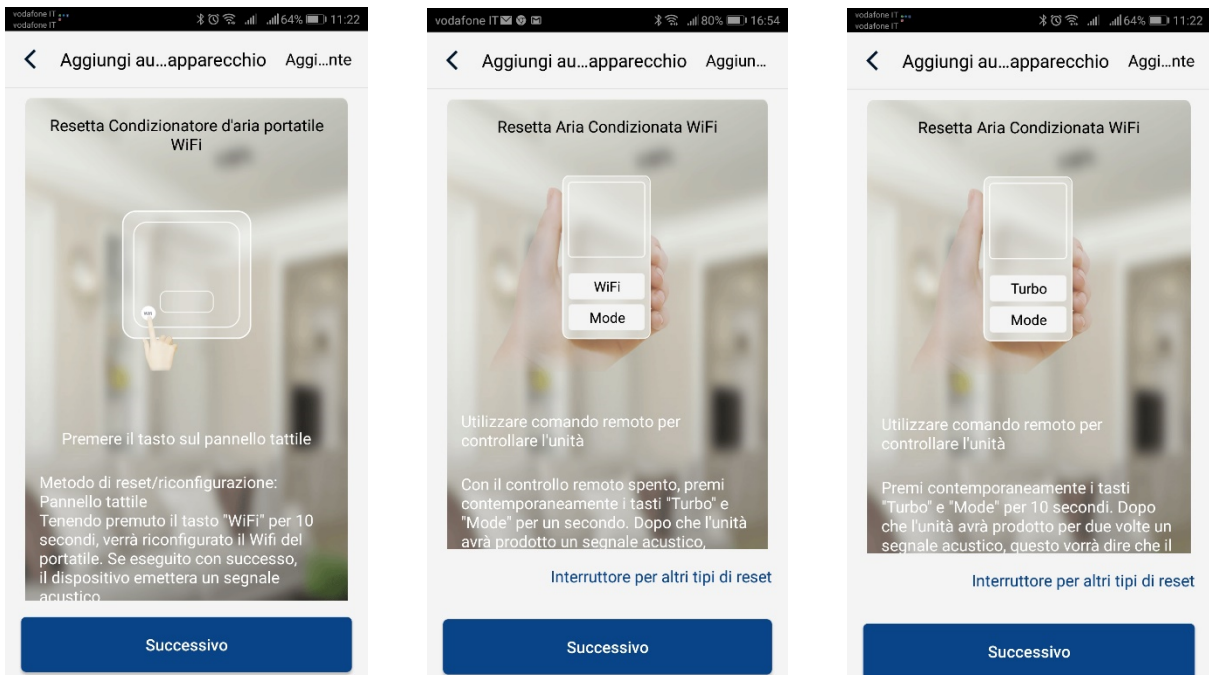 vodafone IT
vodafone IT
64% 11:22
Aggiungi au...apparecchio Aggi...nte
Resetta Condizionatore d'aria portatile
WiFi
WiFi
Premere il tasto sul pannello tattile
Metodo di reset/riconfigurazione:
Pannello tattile
Tenendo premuto il tasto "WiFi" per 10
secondi, verrà riconfigurato il Wifi del
portatile. Se eseguito con successo,
il dispositivo emettera un segnale
acustico
Successivo
vodafone IT 80% 16:54
Aggiungi au...apparecchio Aggiun...
Resetta Aria Condizionata WiFi
WiFi
Mode
Utilizzare comando remoto per
controllare l'unità
Con il controllo remoto spento, premi
contemporaneamente i tasti "Turbo" e
"Mode" per un secondo. Dopo che l'unità
avrà prodotto un segnale acustico,
Interruttore per altri tipi di reset
Successivo
vodafone IT
vodafone IT
64% 11:22
Aggiungi au...apparecchio Aggi...nte
Resetta Aria Condizionata WiFi
Turbo
Mode
Utilizzare comando remoto per
controllare l'unità
Premi contemporaneamente i tasti
"Turbo" e "Mode" per 10 secondi. Dopo
che l'unità avrà prodotto per due volte un
segnale acustico, questo vorrà dire che il
Interruttore per altri tipi di reset
Successivo